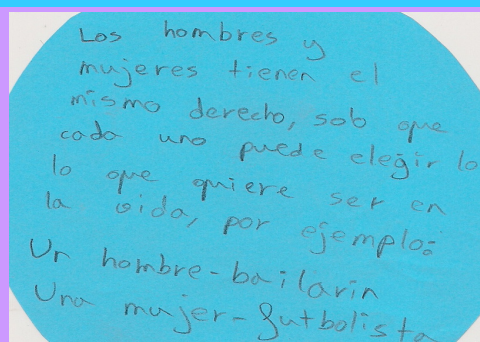 Los hombres y
mujeres tienen el
mismo derecho, sob que
cada uno puede elegir lo
lo que quiere ser en
la vida, por ejemplo:
Un hombre-bailarin
Una mujer-futbolista